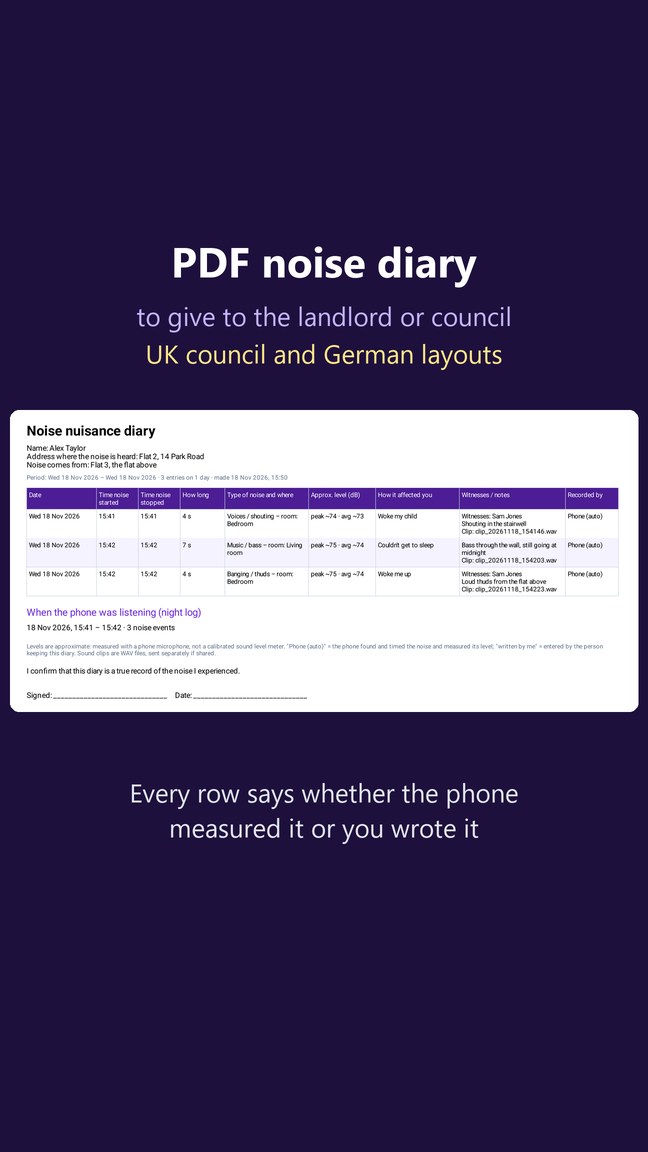 PDF noise diary
to give to the landlord or council
UK council and German layouts
Noise nuisance diary
Name: Alex Taylor
Address where the noise is heard: Flat 2, 14 Park Road
Noise comes from: Flat 3, the flat above
Period: Wed 18 Nov 2026 – Wed 18 Nov 2026 · 3 entries on 1 day · made 18 Nov 2026, 15:50
Date | Time noise started | Time noise stopped | How long | Type of noise and where | Approx. level (dB) | How it affected you | Witnesses / notes | Recorded by
Wed 18 Nov 2026 | 15:41 | 15:41 | 4 s | Voices / shouting – room: Bedroom | peak ~74 · avg ~73 | Woke my child | Witnesses: Sam Jones Shouting in the stairwell Clip: clip_20261118_154146.wav | Phone (auto)
Wed 18 Nov 2026 | 15:42 | 15:42 | 7 s | Music / bass – room: Living room | peak ~75 · avg ~74 | Couldn't get to sleep | Bass through the wall, still going at midnight Clip: clip_20261118_154203.wav | Phone (auto)
Wed 18 Nov 2026 | 15:42 | 15:42 | 4 s | Banging / thuds – room: Bedroom | peak ~75 · avg ~74 | Woke me up | Witnesses: Sam Jones Loud thuds from the flat above Clip: clip_20261118_154223.wav | Phone (auto)
When the phone was listening (night log)
18 Nov 2026, 15:41 – 15:42 · 3 noise events
Levels are approximate: measured with a phone microphone, not a calibrated sound level meter. "Phone (auto)" = the phone found and timed the noise and measured its level; "written by me" = entered by the person
keeping this diary. Sound clips are WAV files, sent separately if shared.
I confirm that this diary is a true record of the noise I experienced.
Signed: ______________________________ Date: ______________________________
Every row says whether the phone
measured it or you wrote it